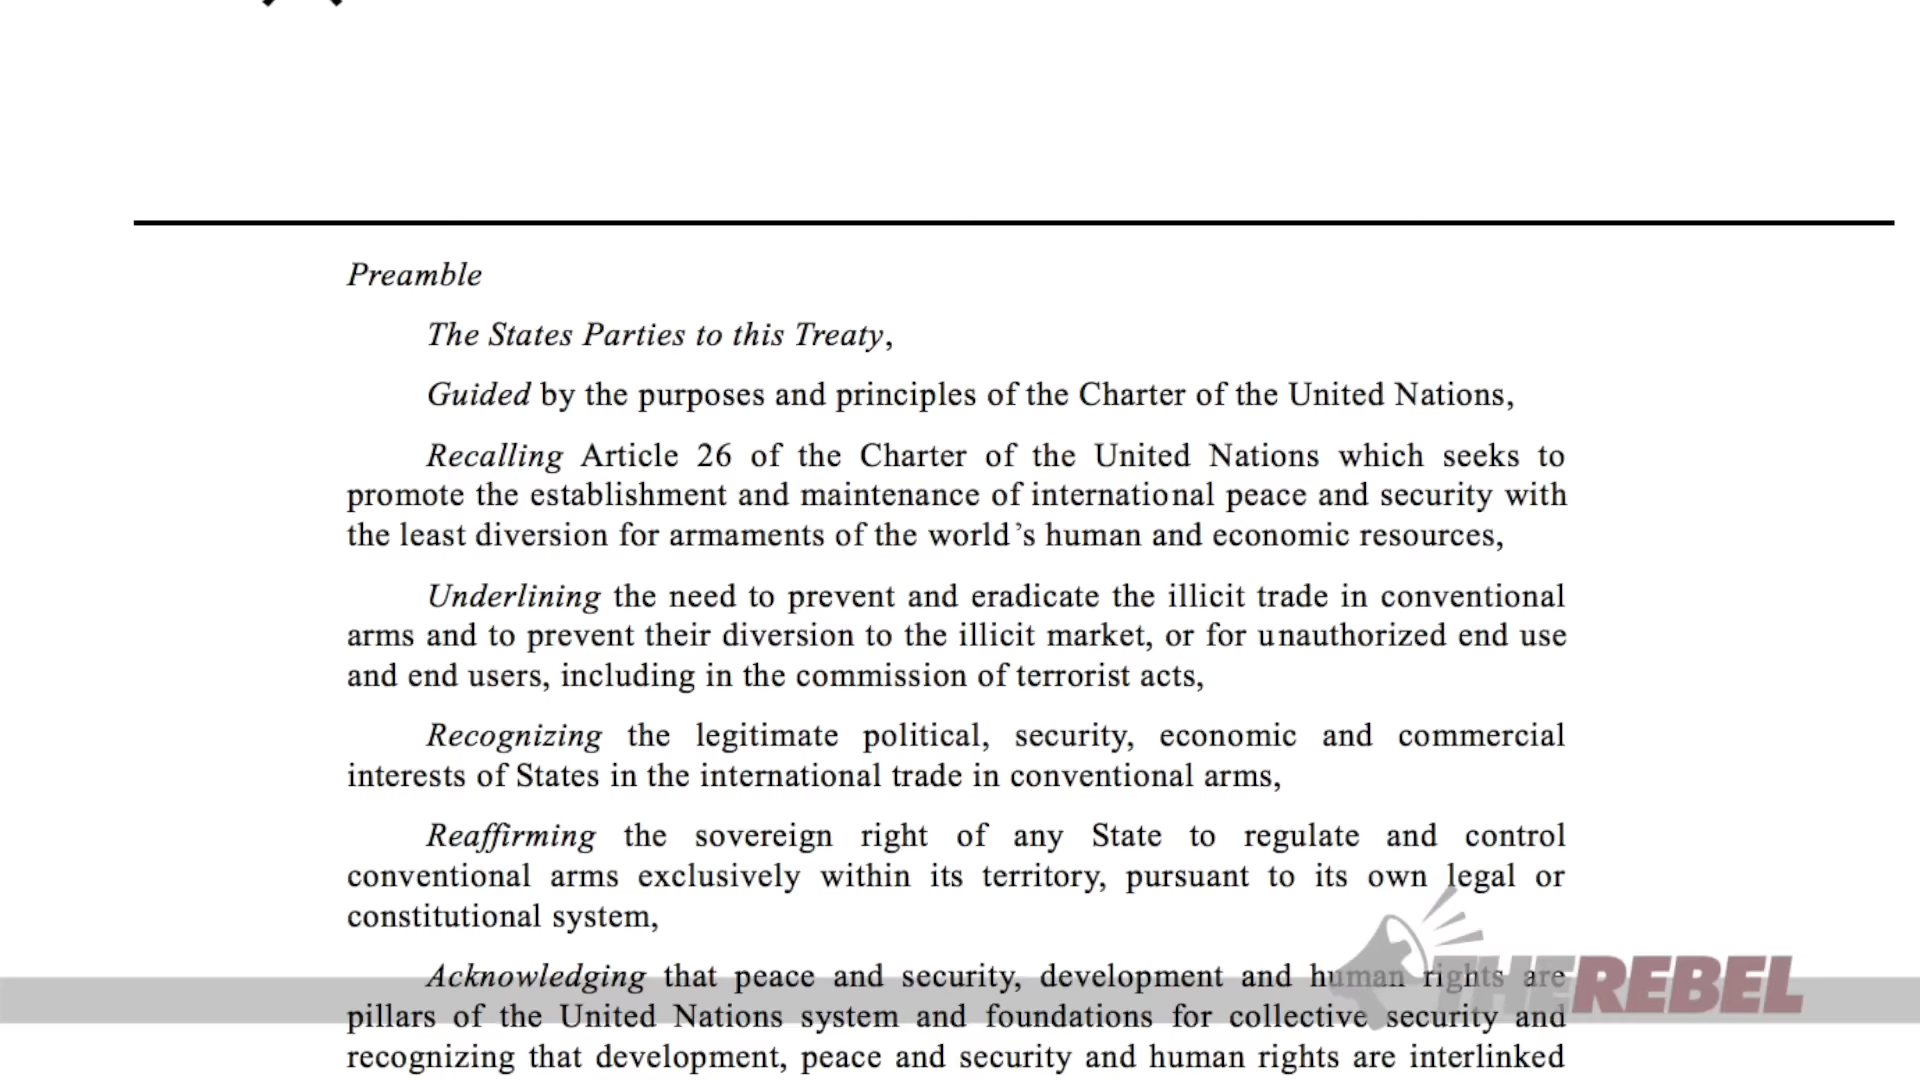 Preamble
The States Parties to this Treaty,
Guided by the purposes and principles of the Charter of the United Nations,
Recalling Article 26 of the Charter of the United Nations which seeks to
promote the establishment and maintenance of international peace and security with
the least diversion for armaments of the world's human and economic resources,
Underlining the need to prevent and eradicate the illicit trade in conventional
arms and to prevent their diversion to the illicit market, or for unauthorized end use
and end users, including in the commission of terrorist acts,
Recognizing the legitimate political, security, economic and commercial
interests of States in the international trade in conventional arms,
Reaffirming the sovereign right of any State to regulate and control
conventional arms exclusively within its territory, pursuant to its own legal or
constitutional system,
Acknowledging that peace and security, development and human rights are
pillars of the United Nations system and foundations for collective security and
recognizing that development, peace and security and human rights are interlinked
THEREBEL